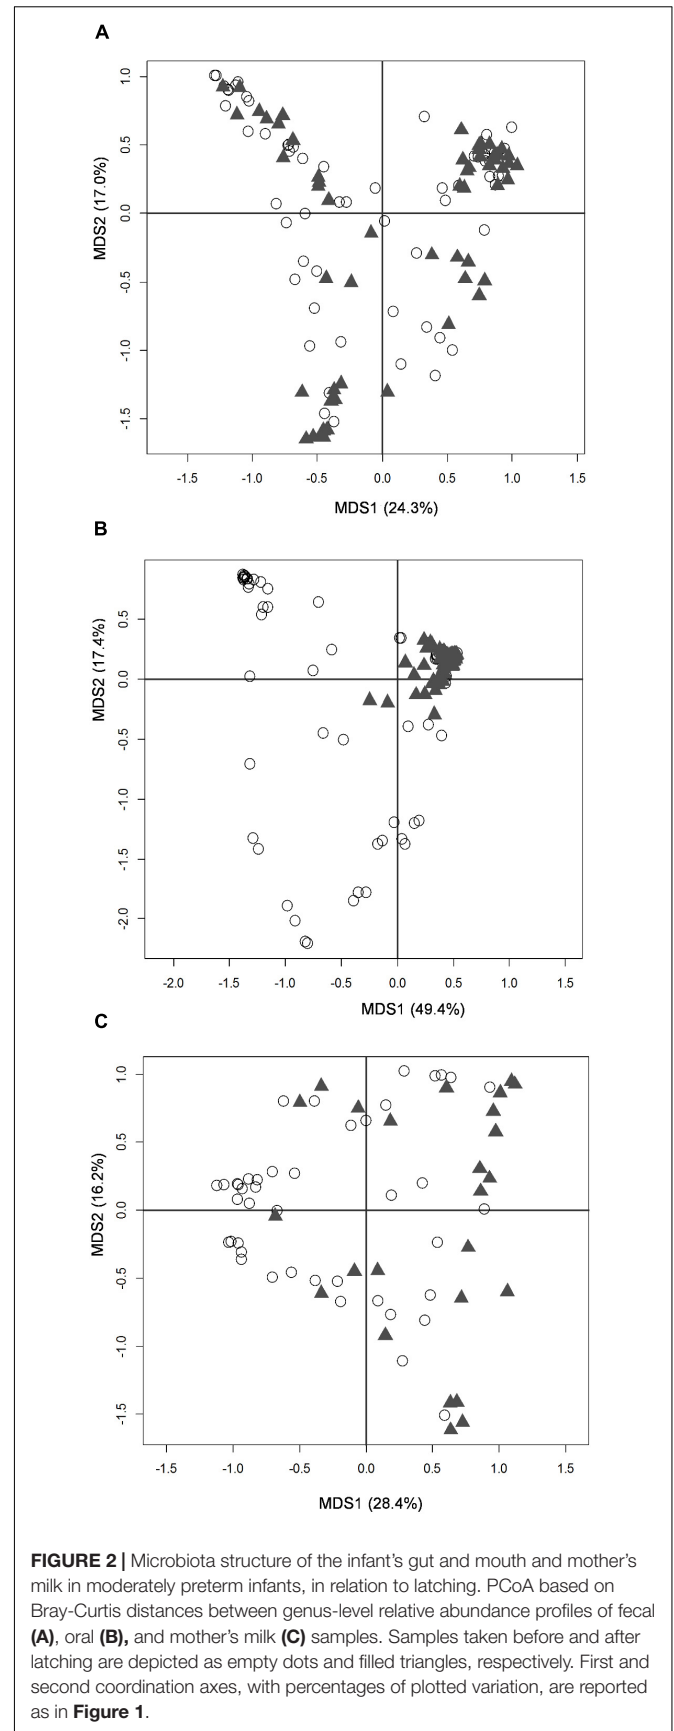 A
1.0
0.5
0.0
-0.5
-1.0
-1.5
MDS2 (17.0%)
-1.5 -1.0 -0.5 0.0 0.5 1.0 1.5
MDS1 (24.3%)
B
0.5
0.0
-0.5
-1.0
-1.5
-2.0
MDS2 (17.4%)
-2.0 -1.5 -1.0 -0.5 0.0 0.5 1.0 1.5
MDS1 (49.4%)
C
1.0
0.5
0.0
-0.5
-1.0
-1.5
MDS2 (16.2%)
-1.5 -1.0 -0.5 0.0 0.5 1.0 1.5
MDS1 (28.4%)
FIGURE 2 | Microbiota structure of the infant's gut and mouth and mother's
milk in moderately preterm infants, in relation to latching. PCoA based on
Bray-Curtis distances between genus-level relative abundance profiles of fecal
(A), oral (B), and mother's milk (C) samples. Samples taken before and after
latching are depicted as empty dots and filled triangles, respectively. First and
second coordination axes, with percentages of plotted variation, are reported
as in Figure 1.